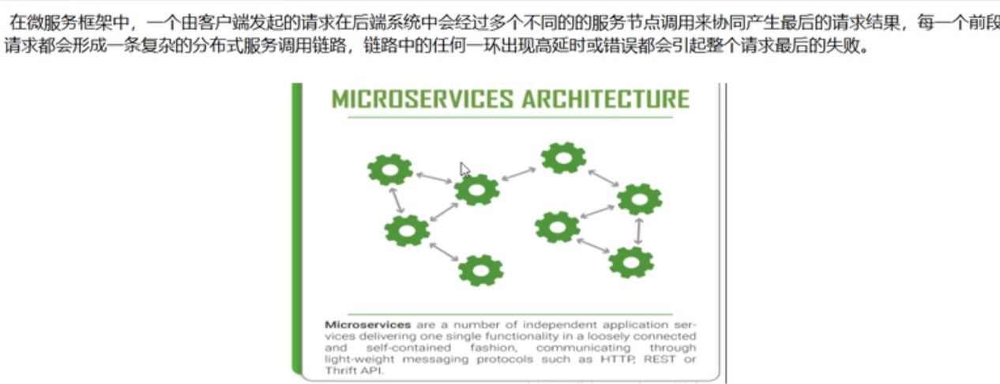 在微服务框架中，一个由客户端发起的请求在后端系统中会经过多个不同的的服务节点调用来协同产生最后的请求结果，每一个前段
请求都会形成一条复杂的分布式服务调用链路，链路中的任何一环出现高延时或错误都会引起整个请求最后的失败。
MICROSERVICES ARCHITECTURE
Microservices are a number of independent application ser-
vices delivering one single functionality in a loosely connected
and self-contained fashion, communicating through
light-weight messaging protocols such as HTTP, REST or
Thrift API.